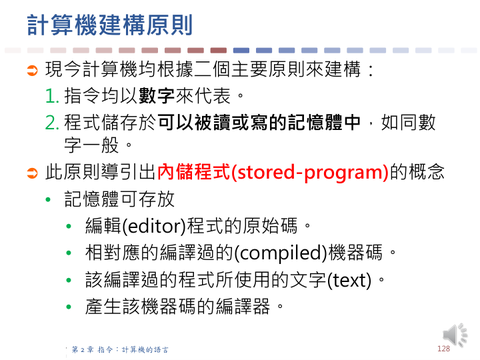 計算機建構原則
現今計算機均根據二個主要原則來建構：
1. 指令均以數字來代表。
2. 程式儲存於可以被讀或寫的記憶體中，如同數
字一般。
此原則導引出內儲程式(stored-program)的概念
• 記憶體可存放
• 編輯(editor)程式的原始碼。
• 相對應的編譯過的(compiled)機器碼。
• 該編譯過的程式所使用的文字(text)。
• 產生該機器碼的編譯器。
第 2 章 指令：計算機的語言
128